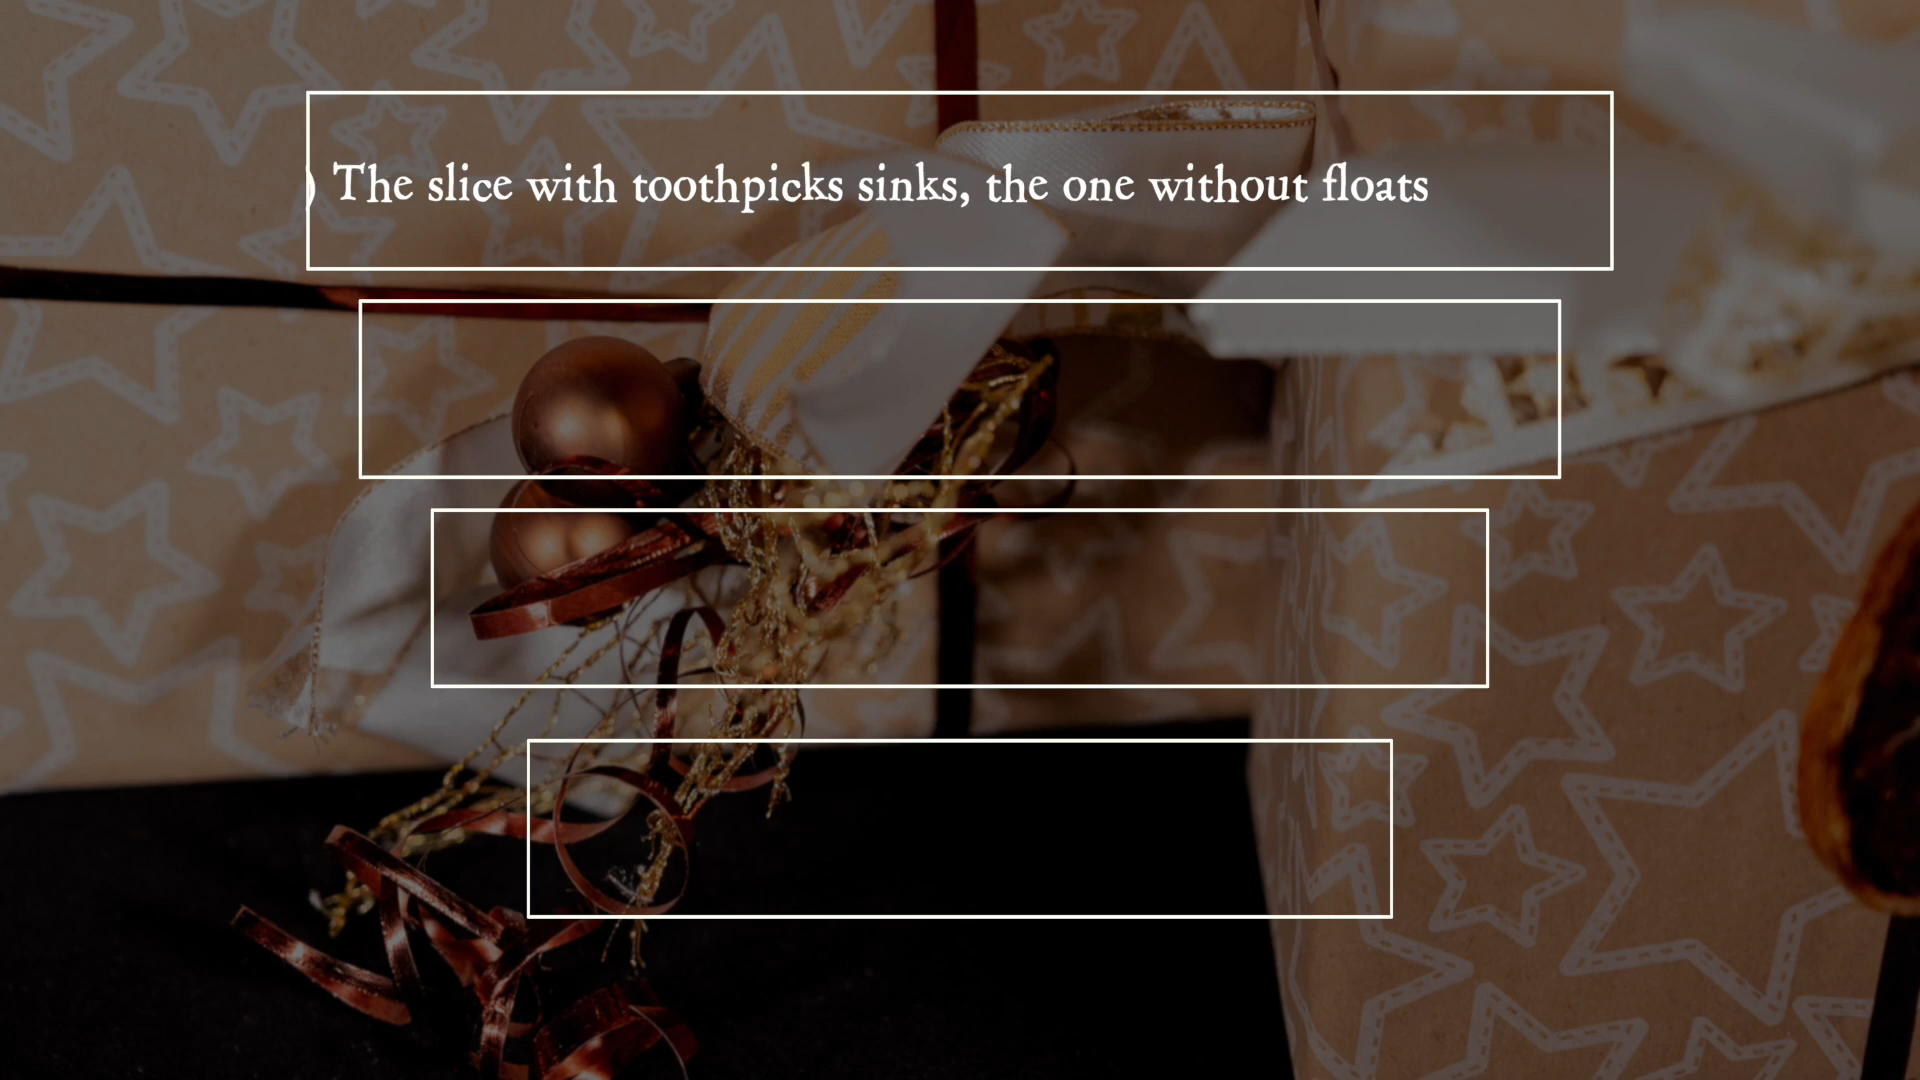 ) The slice with toothpicks sinks, the one without floats